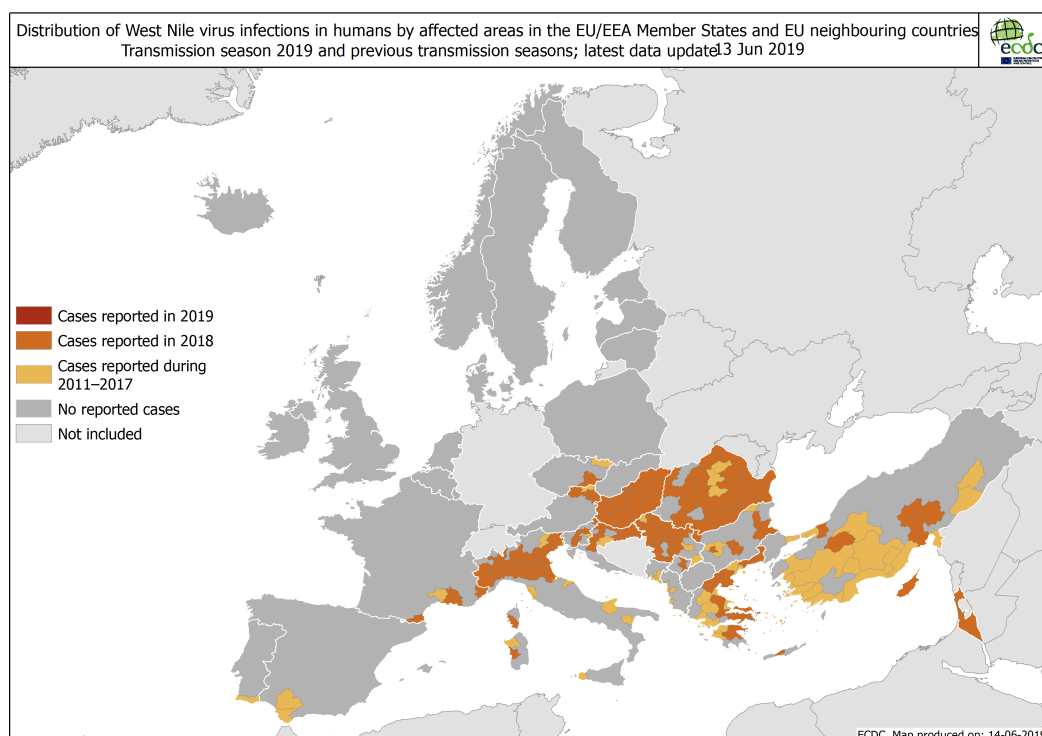 Distribution of West Nile virus infections in humans by affected areas in the EU/EEA Member States and EU neighbouring countries
Transmission season 2019 and previous transmission seasons; latest data update13 Jun 2019
ecdc
Cases reported in 2019
Cases reported in 2018
Cases reported during
2011–2017
No reported cases
Not included
ECDC. Map produced on: 14-06-2019